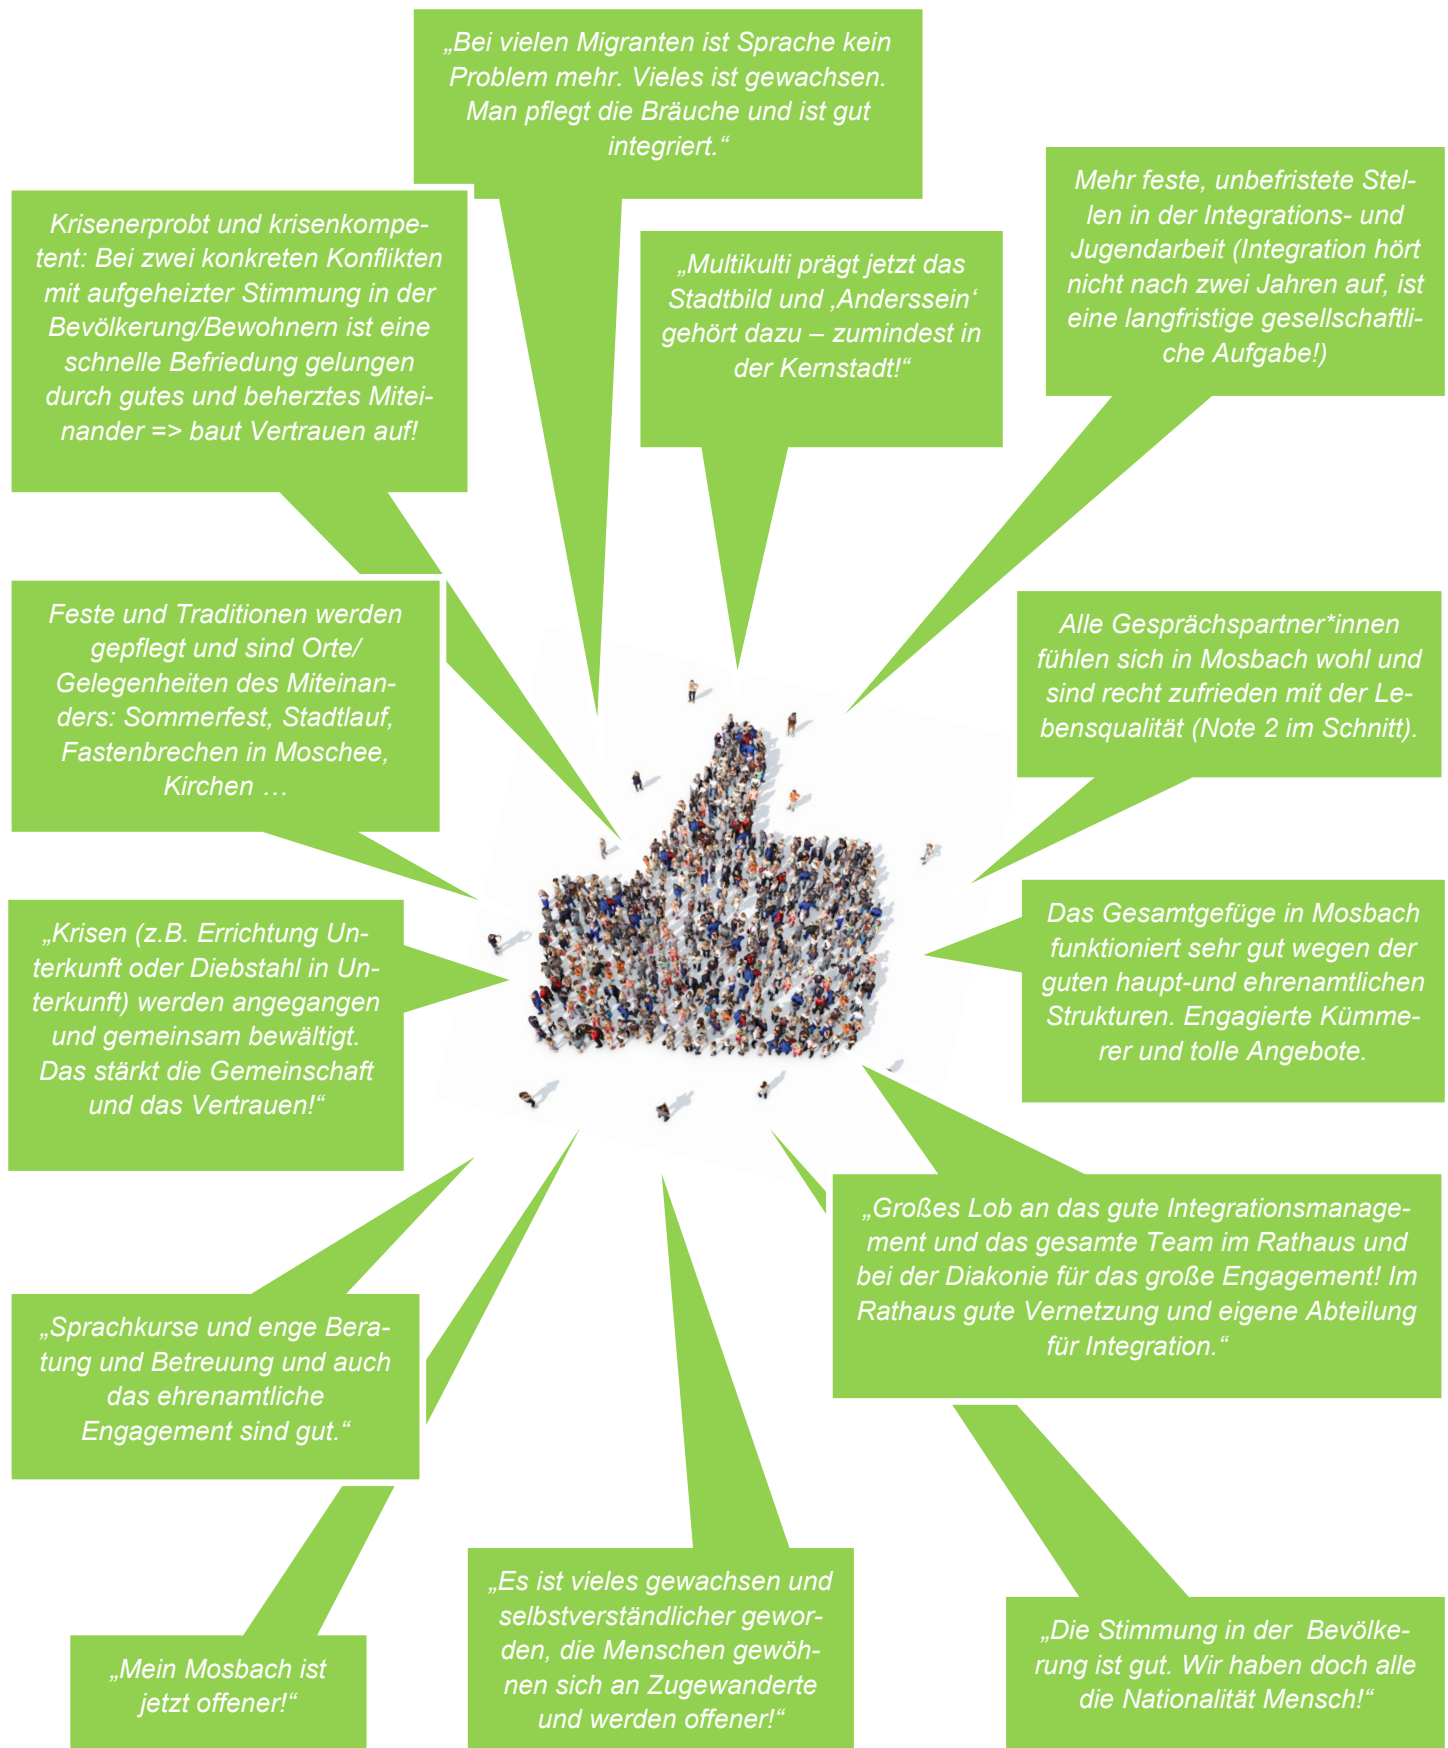 „Bei vielen Migranten ist Sprache kein
Problem mehr. Vieles ist gewachsen.
Man pflegt die Bräuche und ist gut
integriert.“
Krisenerprobt und krisenkompe-
tent: Bei zwei konkreten Konflikten
mit aufgeheizter Stimmung in der
Bevölkerung/Bewohnern ist eine
schnelle Befriedung gelungen
durch gutes und beherztes Mitei-
nander => baut Vertrauen auf!
„Multikulti prägt jetzt das
Stadtbild und ‚Anderssein‘
gehört dazu – zumindest in
der Kernstadt!“
Mehr feste, unbefristete Stel-
len in der Integrations- und
Jugendarbeit (Integration hört
nicht nach zwei Jahren auf, ist
eine langfristige gesellschaftli-
che Aufgabe!)
Feste und Traditionen werden
gepflegt und sind Orte/
Gelegenheiten des Miteinan-
ders: Sommerfest, Stadtlauf,
Fastenbrechen in Moschee,
Kirchen …
Alle Gesprächspartner*innen
fühlen sich in Mosbach wohl und
sind recht zufrieden mit der Le-
bensqualität (Note 2 im Schnitt).
„Krisen (z.B. Errichtung Un-
terkunft oder Diebstahl in Un-
terkunft) werden angegangen
und gemeinsam bewältigt.
Das stärkt die Gemeinschaft
und das Vertrauen!“
Das Gesamtgefüge in Mosbach
funktioniert sehr gut wegen der
guten haupt-und ehrenamtlichen
Strukturen. Engagierte Kümme-
rer und tolle Angebote.
„Großes Lob an das gute Integrationsmanage-
ment und das gesamte Team im Rathaus und
bei der Diakonie für das große Engagement! Im
Rathaus gute Vernetzung und eigene Abteilung
für Integration.“
„Sprachkurse und enge Bera-
tung und Betreuung und auch
das ehrenamtliche
Engagement sind gut.“
„Mein Mosbach ist
jetzt offener!“
„Es ist vieles gewachsen und
selbstverständlicher gewor-
den, die Menschen gewöh-
nen sich an Zugewanderte
und werden offener!“
„Die Stimmung in der Bevölke-
rung ist gut. Wir haben doch alle
die Nationalität Mensch!“